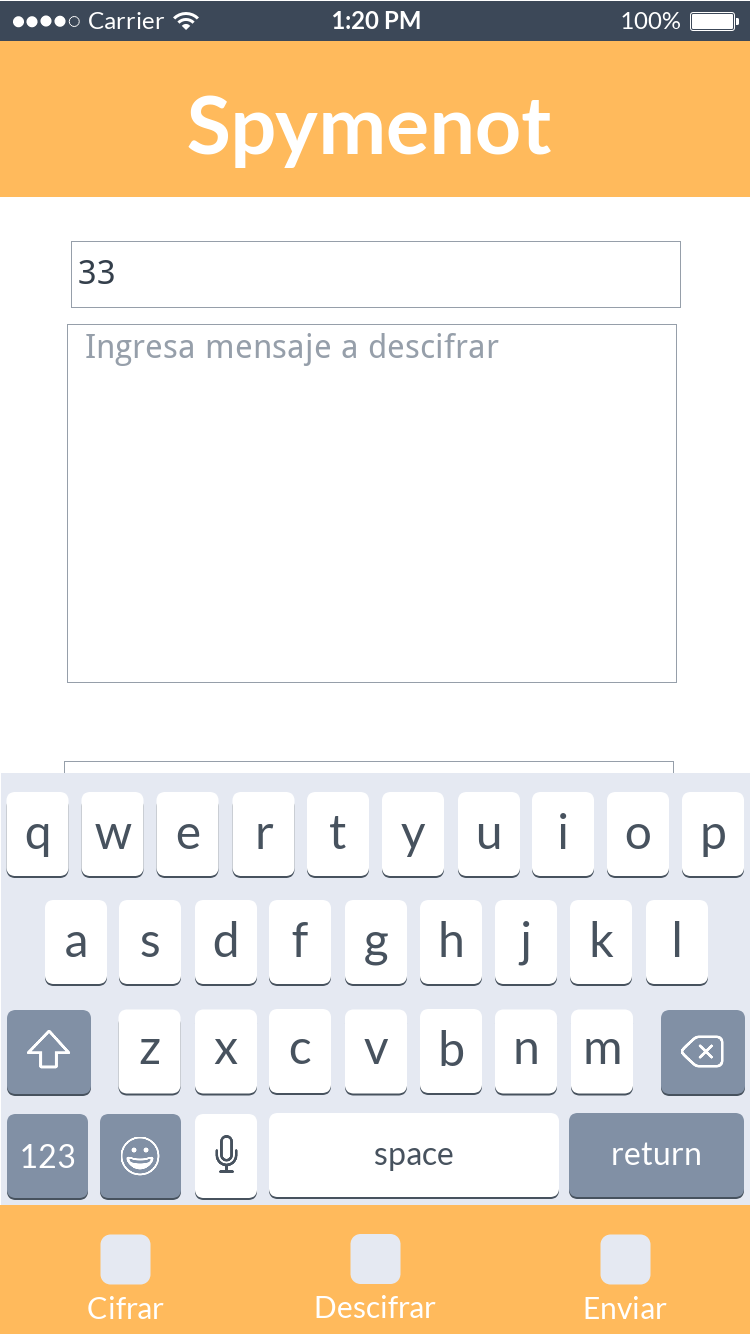 Carrier 1:20 PM 100%
Spymenot
33
Ingresa mensaje a descifrar
q w e r t y u i o p
a s d f g h j k l
z x c v b n m
123 space return
Cifrar Descifrar Enviar